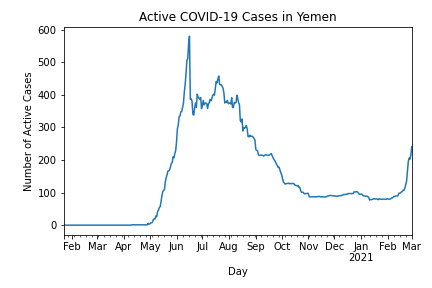 Active COVID-19 Cases in Yemen
600
500
400
300
200
100
0
Number of Active Cases
Feb Mar Apr May Jun Jul Aug Sep Oct Nov Dec Jan Feb Mar
2021
Day